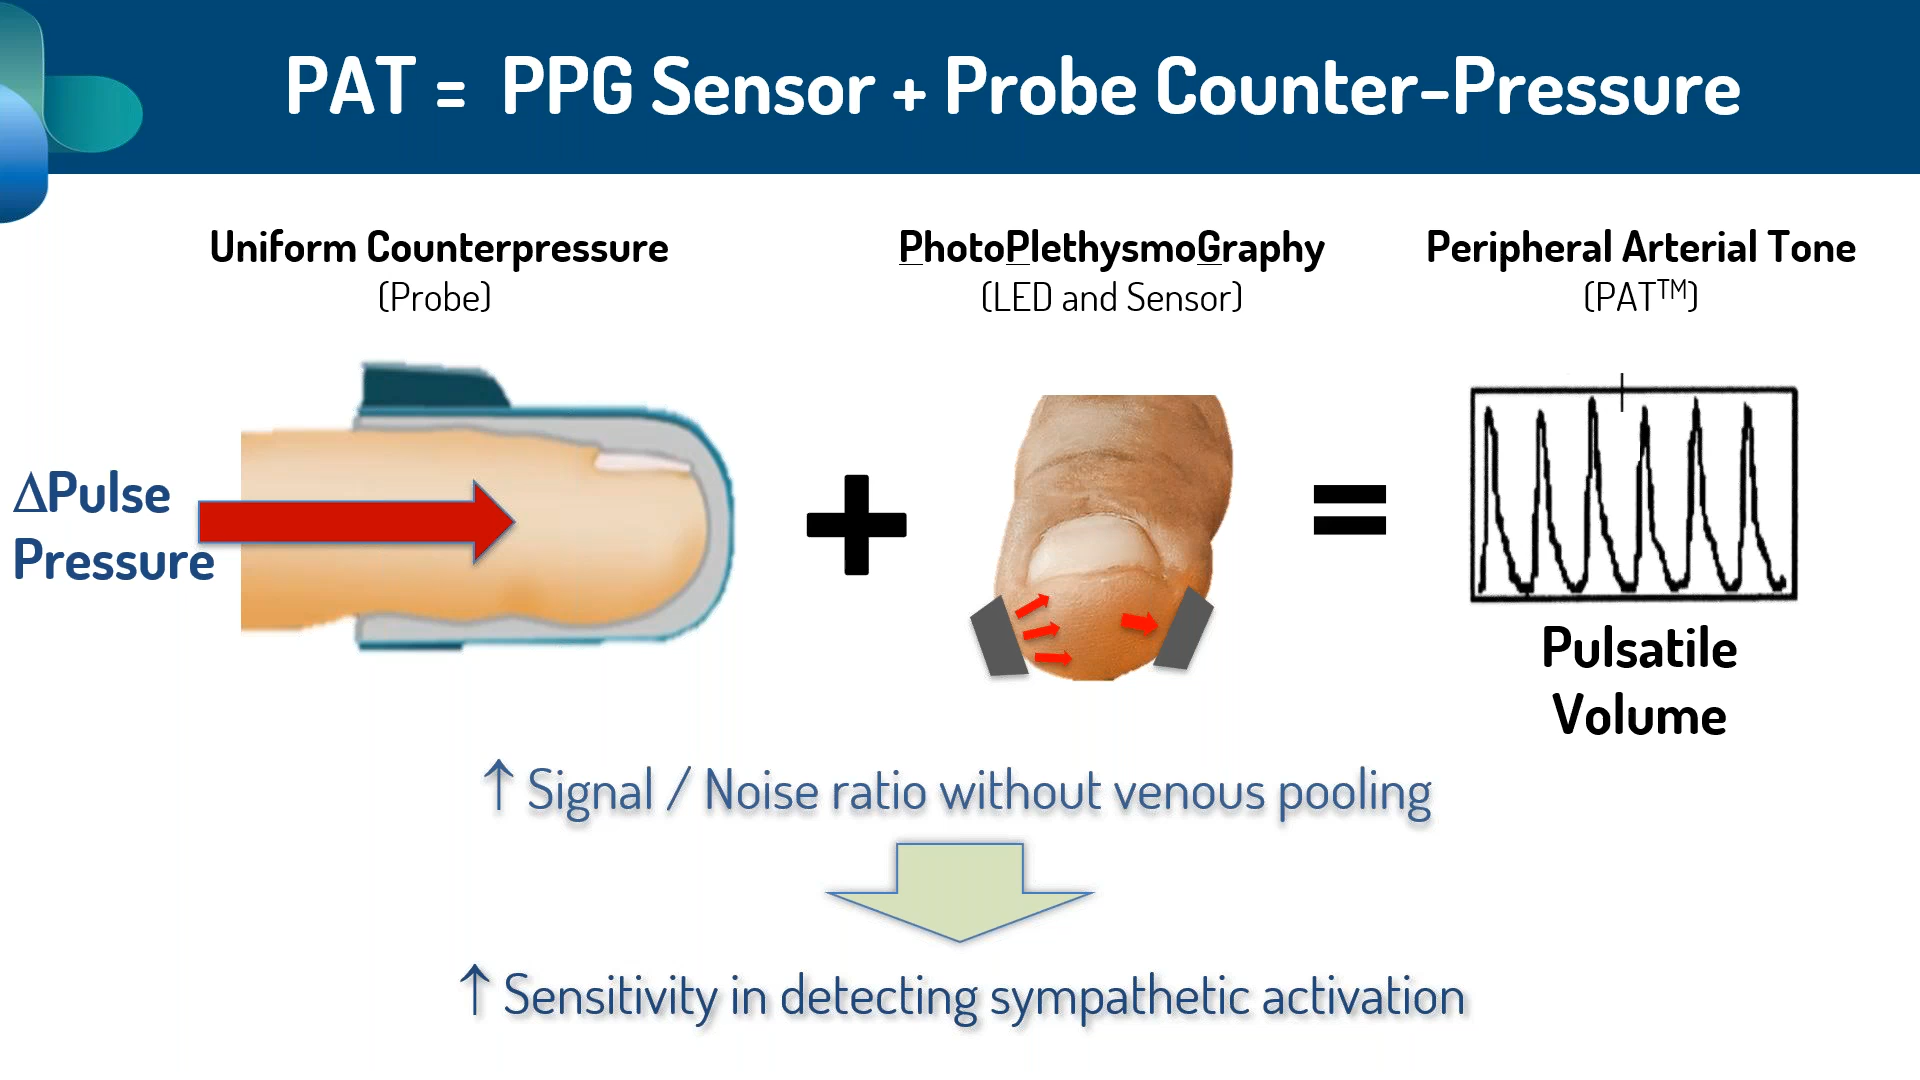 PAT = PPG Sensor + Probe Counter-Pressure
Uniform Counterpressure
(Probe)
PhotoPlethysmoGraphy
(LED and Sensor)
Peripheral Arterial Tone
(PAT™)
ΔPulse
Pressure
+
=
Pulsatile
Volume
↑ Signal / Noise ratio without venous pooling
↑ Sensitivity in detecting sympathetic activation